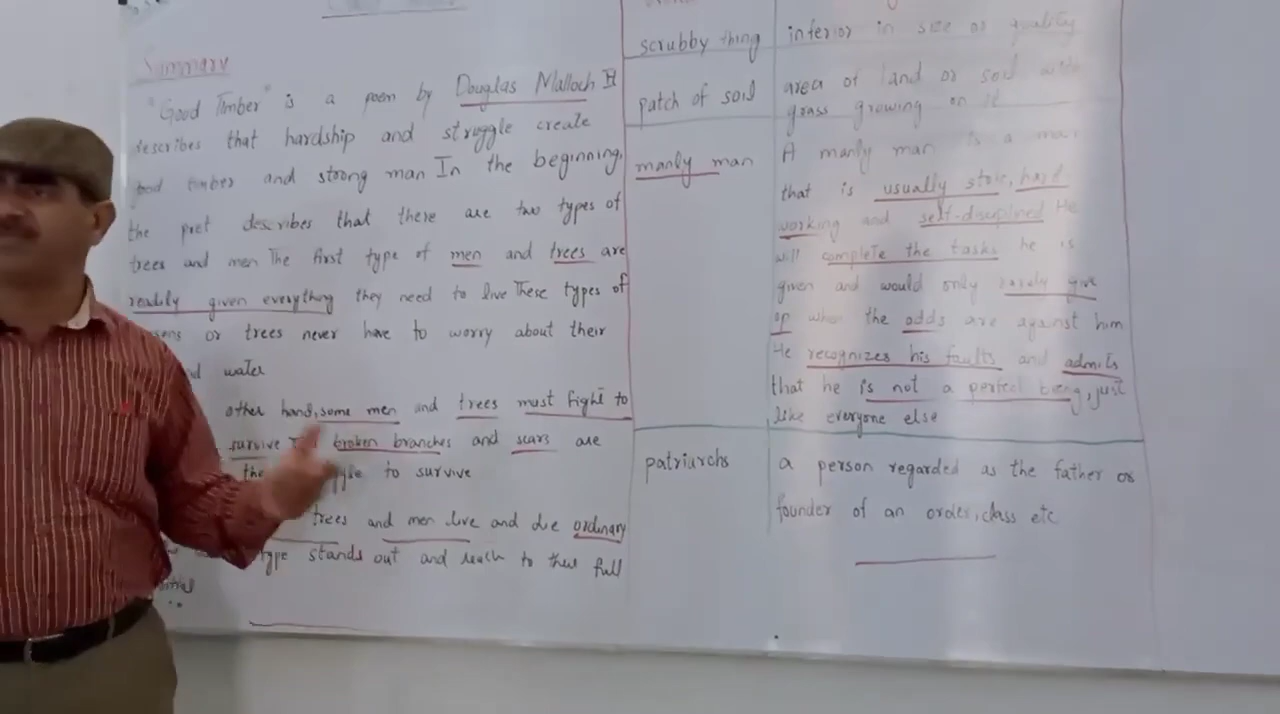 Summary
"Good Timber" is a poem by Douglas Malloch It
describes that hardship and struggle create
timber and strong man In the beginning,
the pret describes that there are two types of
trees and men The first type of men and trees are
readily given everything they need to live These types of
or trees never have to worry about their
water
other hand, some men and trees must fight to
survive broken branches and scars are
to survive
trees and men live and die ordinary
type stands out and reach to their full
scrubby thing
inferior in size or quality
patch of soil
area of land or soil with
grass growing on it
manly man
A manly man is a man
that is usually stoic, hard
working and self-disciplined He
will complete the tasks he is
given and would only rarely give
up when the odds are against him
He recognizes his faults and admits
that he is not a perfect being, just
like everyone else
patriarchs
a person regarded as the father or
founder of an order, class etc